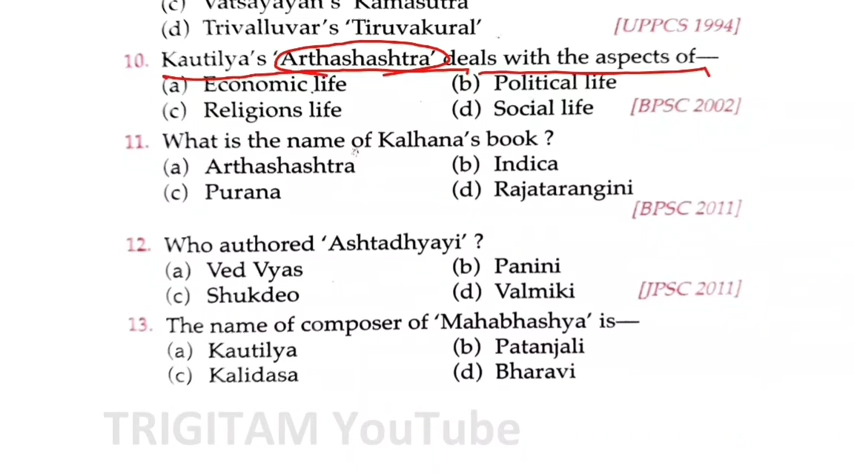 (c) Vatsayayan's 'Kamasutra'
(d) Trivalluvar's 'Tiruvakural' [UPPCS 1994]
10. Kautilya's 'Arthashashtra' deals with the aspects of—
(a) Economic life (b) Political life
(c) Religions life (d) Social life [BPSC 2002]
11. What is the name of Kalhana's book ?
(a) Arthashashtra (b) Indica
(c) Purana (d) Rajatarangini
[BPSC 2011]
12. Who authored 'Ashtadhyayi' ?
(a) Ved Vyas (b) Panini
(c) Shukdeo (d) Valmiki [JPSC 2011]
13. The name of composer of 'Mahabhashya' is—
(a) Kautilya (b) Patanjali
(c) Kalidasa (d) Bharavi
TRIGITAM YouTube